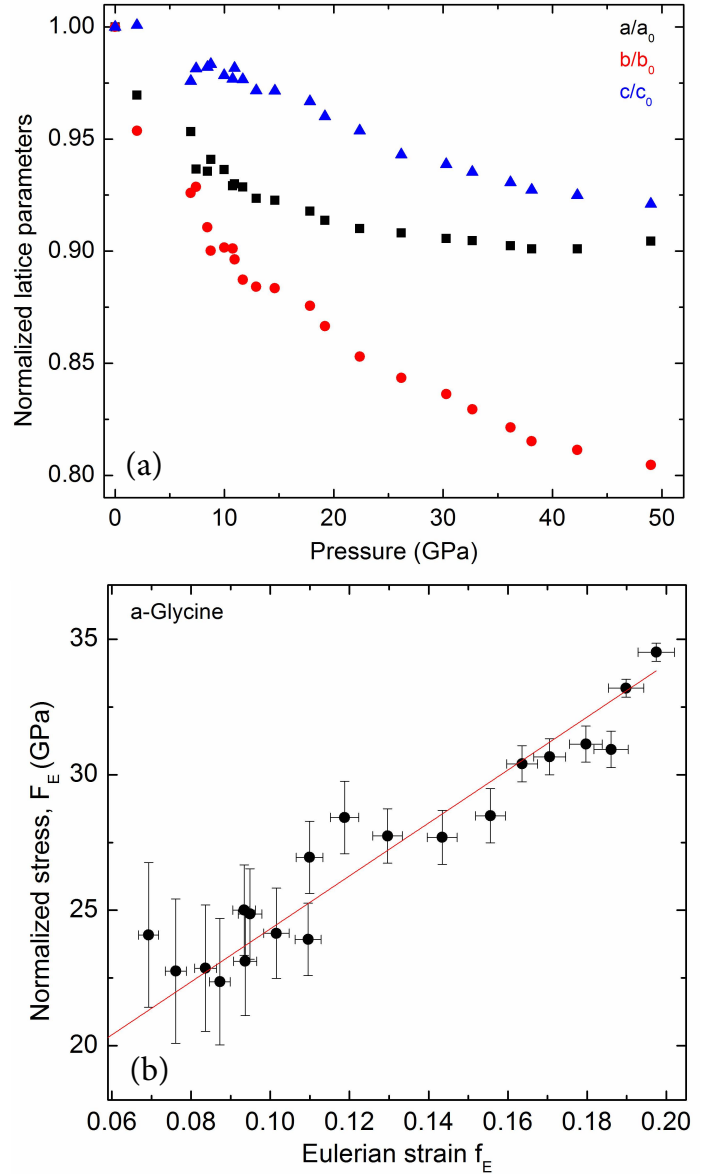 1.00
0.95
0.90
0.85
0.80
Normalized latice parameters
a/a₀
b/b₀
c/c₀
(a)
0 10 20 30 40 50
Pressure (GPa)
a-Glycine
35
30
25
20
Normalized stress, F_E (GPa)
(b)
0.06 0.08 0.10 0.12 0.14 0.16 0.18 0.20
Eulerian strain f_E